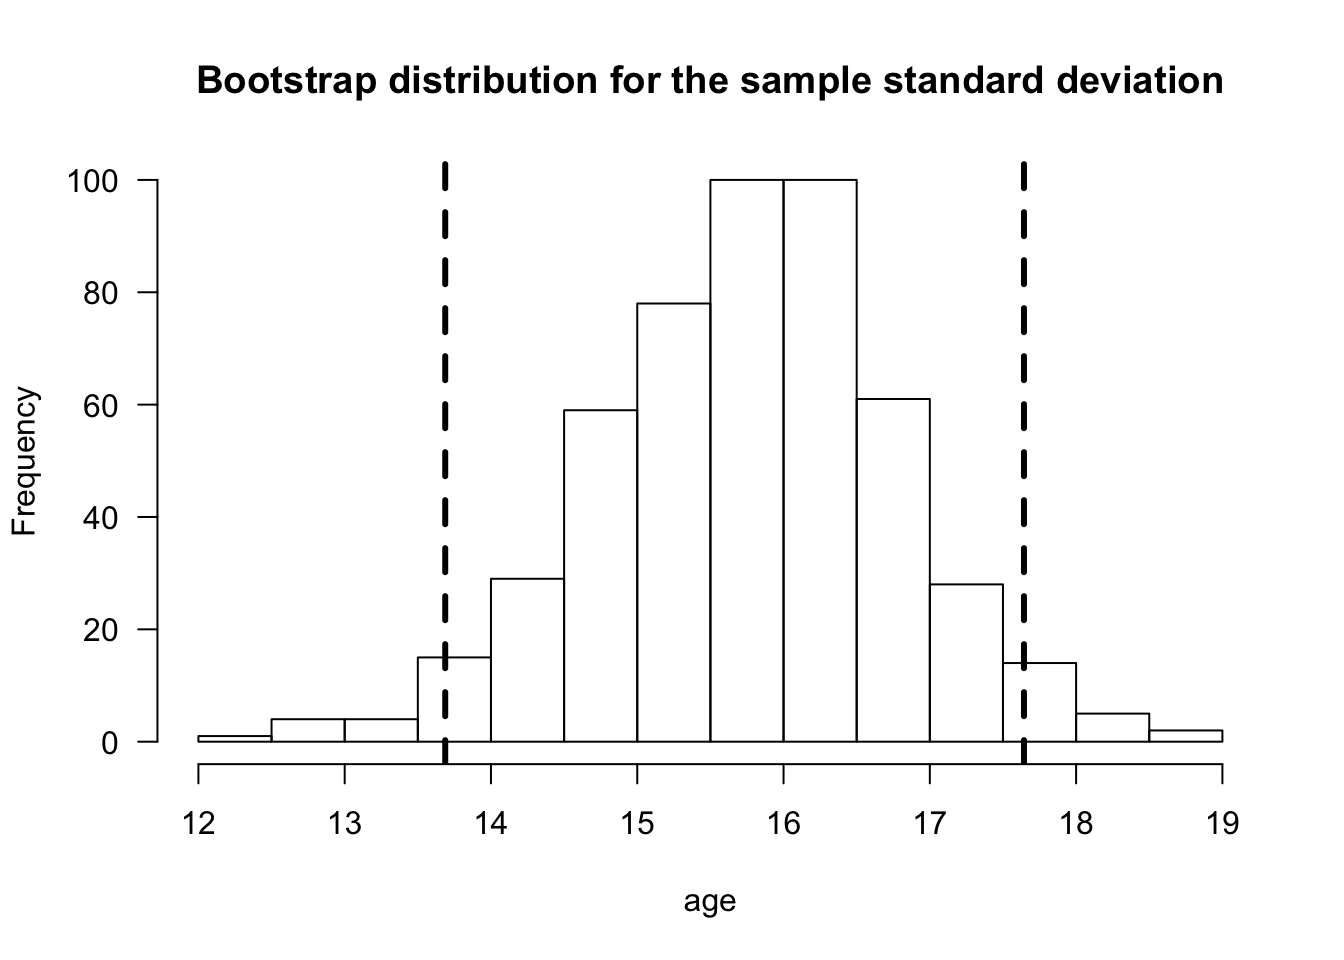 Bootstrap distribution for the sample standard deviation
100
80
60
40
20
0
Frequency
12 13 14 15 16 17 18 19
age